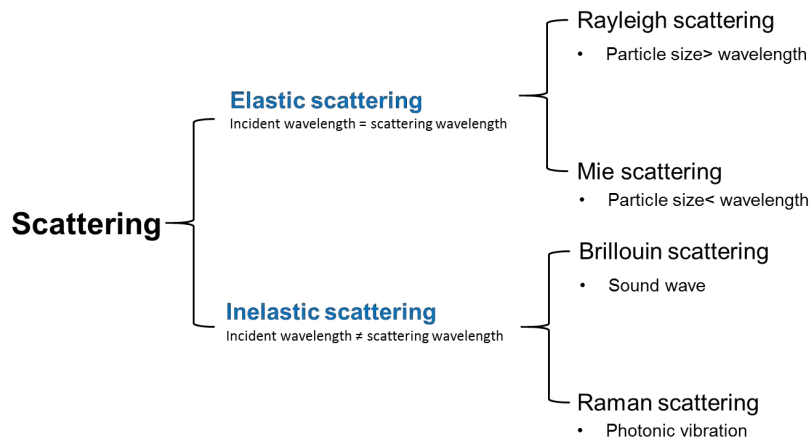 Scattering
Elastic scattering
Incident wavelength = scattering wavelength
Rayleigh scattering
• Particle size> wavelength
Mie scattering
• Particle size< wavelength
Inelastic scattering
Incident wavelength ≠ scattering wavelength
Brillouin scattering
• Sound wave
Raman scattering
• Photonic vibration